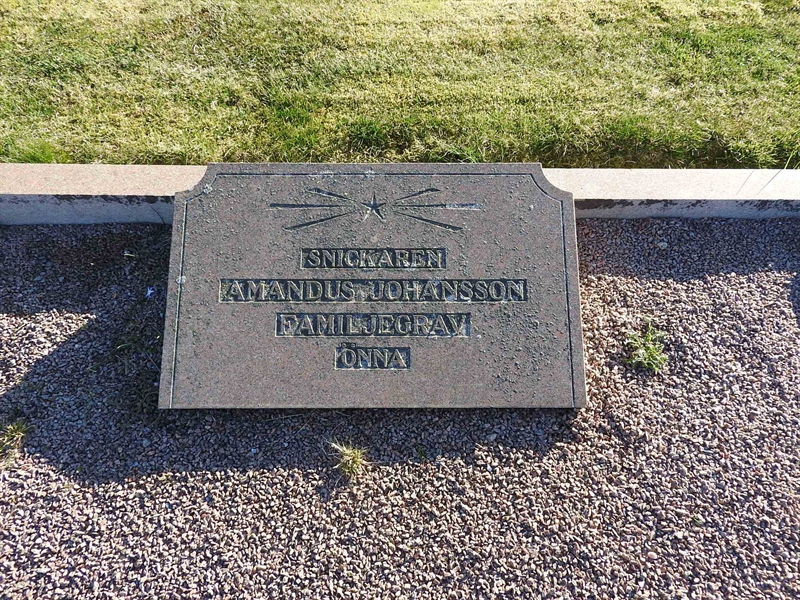 SNICKAREN
AMANDUS JOHANSSON
FAMILJEGRAV
ÖNNA